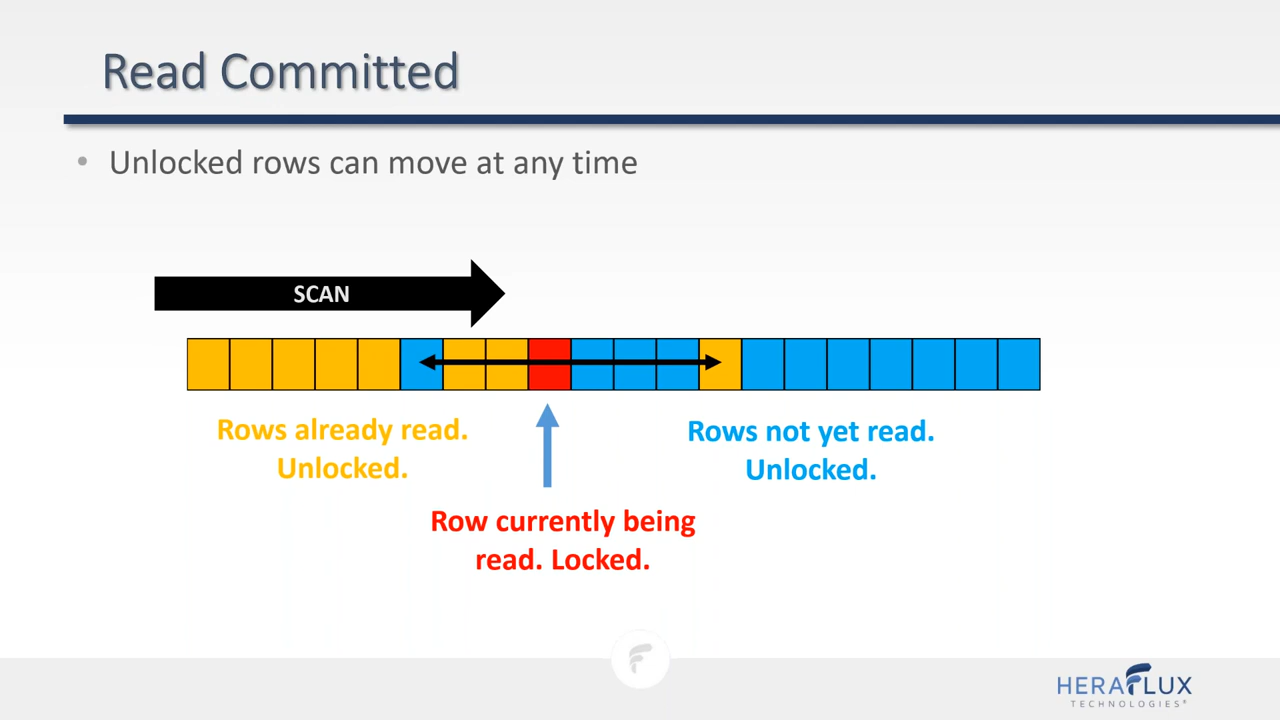 Read Committed
• Unlocked rows can move at any time
SCAN
Rows already read.
Unlocked.
Rows not yet read.
Unlocked.
Row currently being
read. Locked.
HERAFLUX
TECHNOLOGIES®